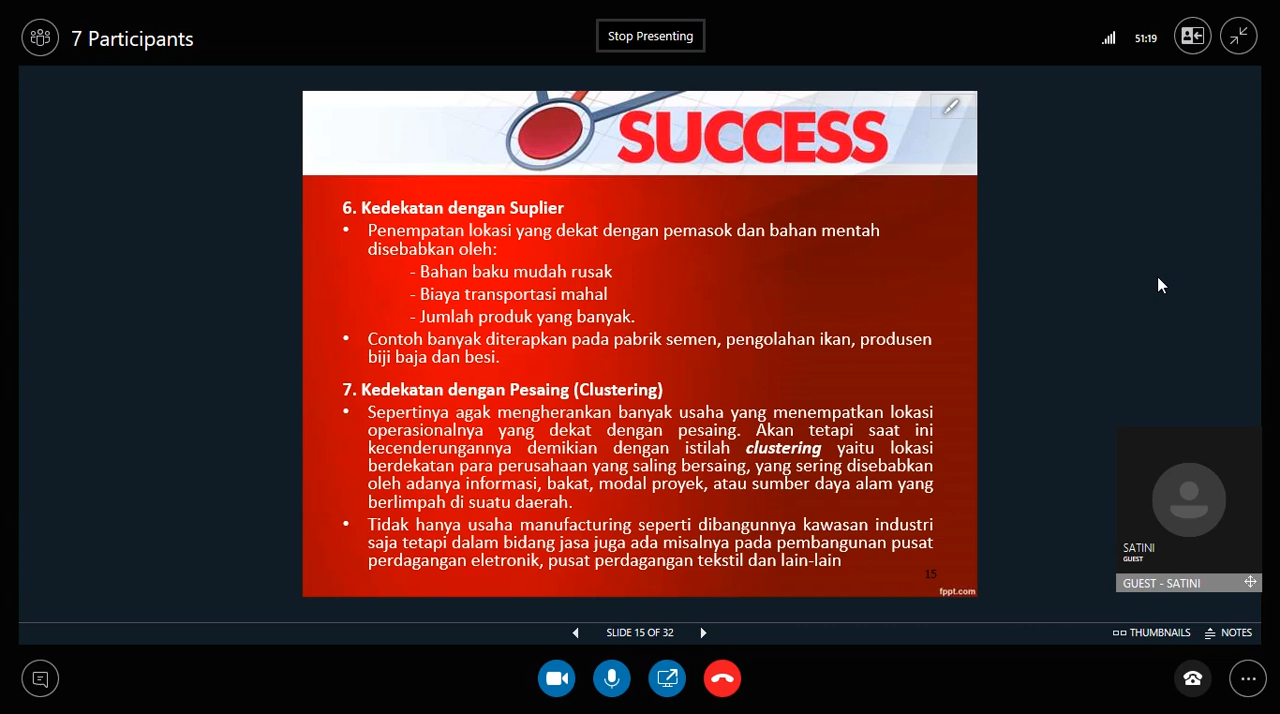 7 Participants
Stop Presenting
51:19
SUCCESS
6. Kedekatan dengan Suplier
• Penempatan lokasi yang dekat dengan pemasok dan bahan mentah
disebabkan oleh:
- Bahan baku mudah rusak
- Biaya transportasi mahal
- Jumlah produk yang banyak.
• Contoh banyak diterapkan pada pabrik semen, pengolahan ikan, produsen
biji baja dan besi.
7. Kedekatan dengan Pesaing (Clustering)
• Sepertinya agak mengherankan banyak usaha yang menempatkan lokasi
operasionalnya yang dekat dengan pesaing. Akan tetapi saat ini
kecenderungannya demikian dengan istilah clustering yaitu lokasi
berdekatan para perusahaan yang saling bersaing, yang sering disebabkan
oleh adanya informasi, bakat, modal proyek, atau sumber daya alam yang
berlimpah di suatu daerah.
• Tidak hanya usaha manufacturing seperti dibangunnya kawasan industri
saja tetapi dalam bidang jasa juga ada misalnya pada pembangunan pusat
perdagangan eletronik, pusat perdagangan tekstil dan lain-lain
15
fppt.com
SATINI
GUEST
GUEST - SATINI
SLIDE 15 OF 32
THUMBNAILS
NOTES